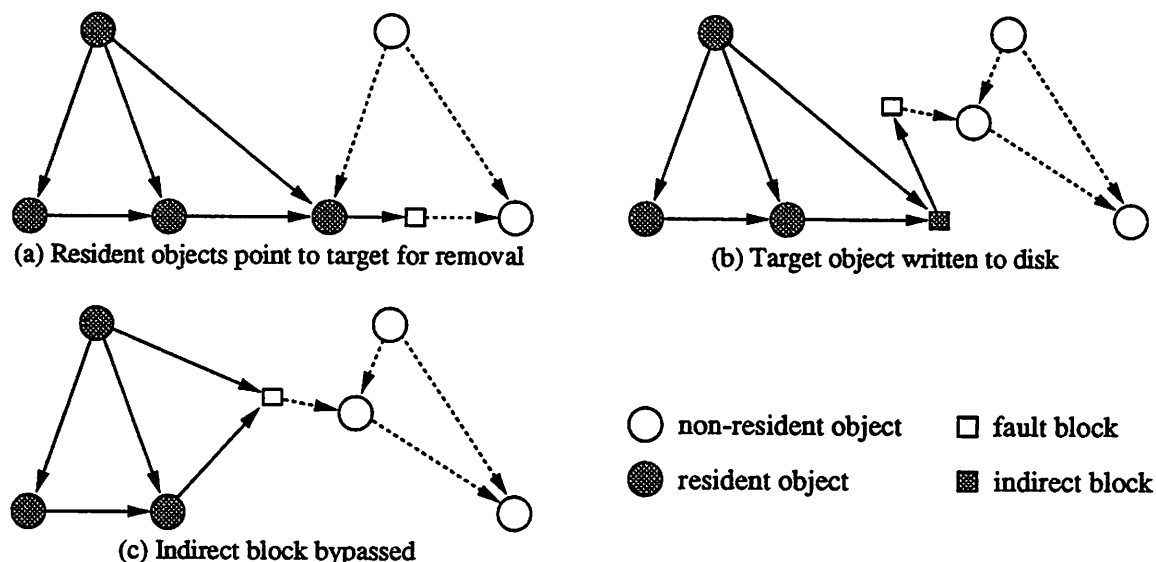 (a) Resident objects point to target for removal
(b) Target object written to disk
(c) Indirect block bypassed
non-resident object
fault block
resident object
indirect block